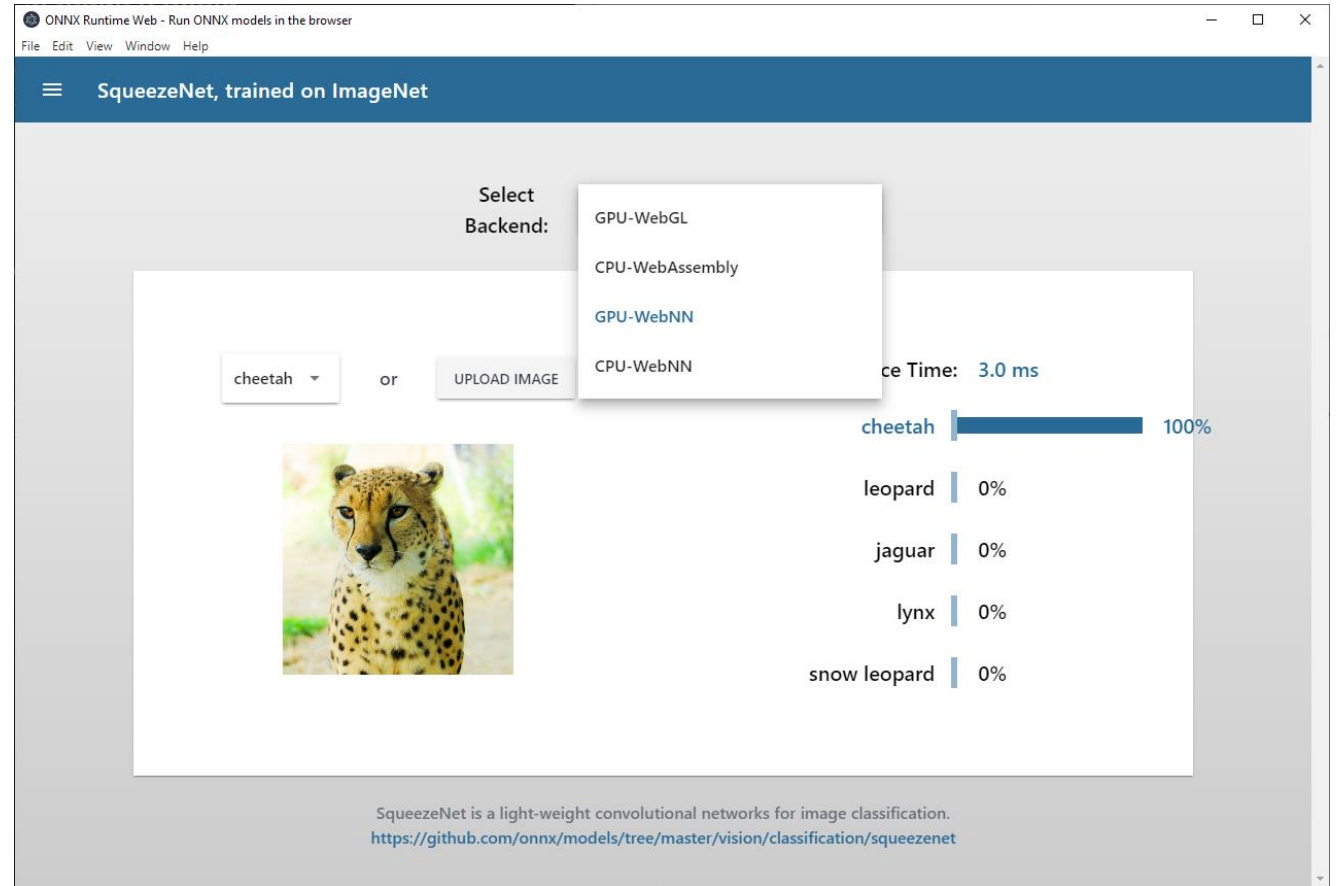 ONNX Runtime Web - Run ONNX models in the browser
File Edit View Window Help
SqueezeNet, trained on ImageNet
Select
Backend:
GPU-WebGL
CPU-WebAssembly
GPU-WebNN
CPU-WebNN
cheetah or UPLOAD IMAGE
Time: 3.0 ms
cheetah 100%
leopard 0%
jaguar 0%
lynx 0%
snow leopard 0%
SqueezeNet is a light-weight convolutional networks for image classification.
https://github.com/onnx/models/tree/master/vision/classification/squeezenet